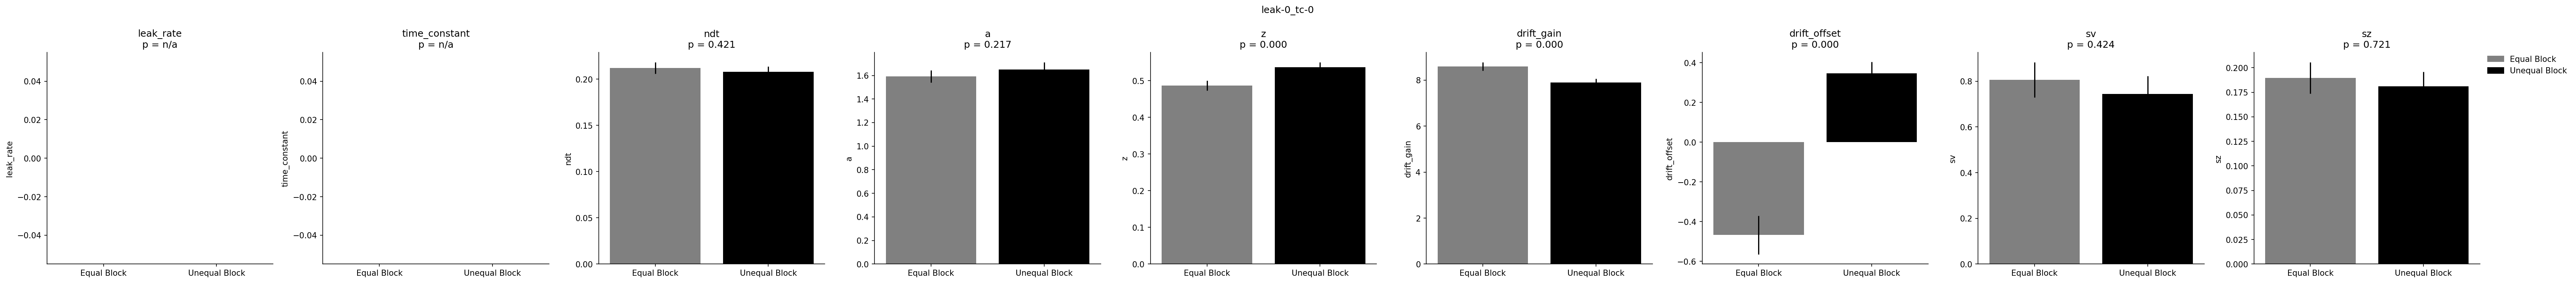 leak-0_tc-0
leak_rate
p = n/a
leak_rate
0.04
0.02
0.00
−0.02
−0.04
Equal Block
Unequal Block
time_constant
p = n/a
time_constant
0.04
0.02
0.00
−0.02
−0.04
Equal Block
Unequal Block
ndt
p = 0.421
ndt
0.20
0.15
0.10
0.05
0.00
Equal Block
Unequal Block
a
p = 0.217
a
1.6
1.4
1.2
1.0
0.8
0.6
0.4
0.2
0.0
Equal Block
Unequal Block
z
p = 0.000
z
0.5
0.4
0.3
0.2
0.1
0.0
Equal Block
Unequal Block
drift_gain
p = 0.000
drift_gain
8
6
4
2
0
Equal Block
Unequal Block
drift_offset
p = 0.000
drift_offset
0.4
0.2
0.0
−0.2
−0.4
−0.6
Equal Block
Unequal Block
sv
p = 0.424
sv
0.8
0.6
0.4
0.2
0.0
Equal Block
Unequal Block
sz
p = 0.721
sz
0.200
0.175
0.150
0.125
0.100
0.075
0.050
0.025
0.000
Equal Block
Unequal Block
Equal Block
Unequal Block